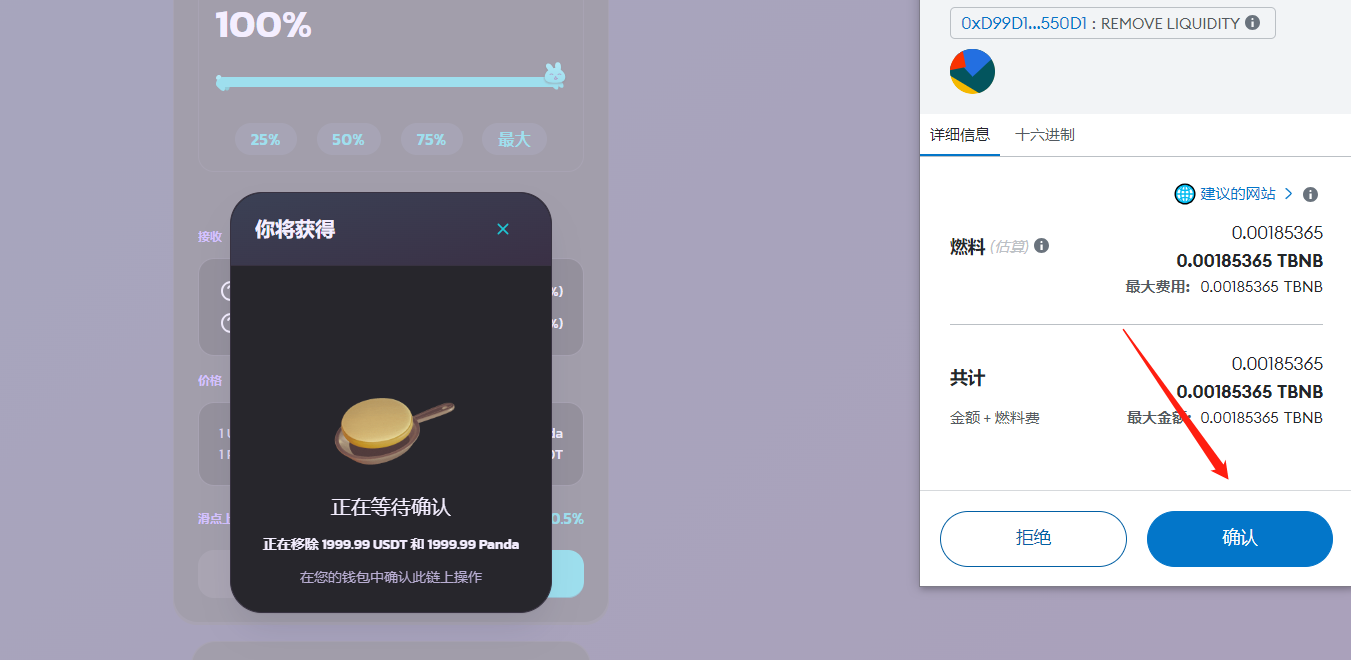 100%
25% 50% 75% 最大
你将获得
接收
%)
%)
价格
1 U
da
1 P
DT
滑点
0.5%
正在等待确认
正在移除 1999.99 USDT 和 1999.99 Panda
在您的钱包中确认此链上操作
0xD99D1...550D1 : REMOVE LIQUIDITY
详细信息 十六进制
建议的网站
0.00185365
燃料 (估算)
0.00185365 TBNB
最大费用: 0.00185365 TBNB
0.00185365
共计
0.00185365 TBNB
金额 + 燃料费
最大金额: 0.00185365 TBNB
拒绝 确认